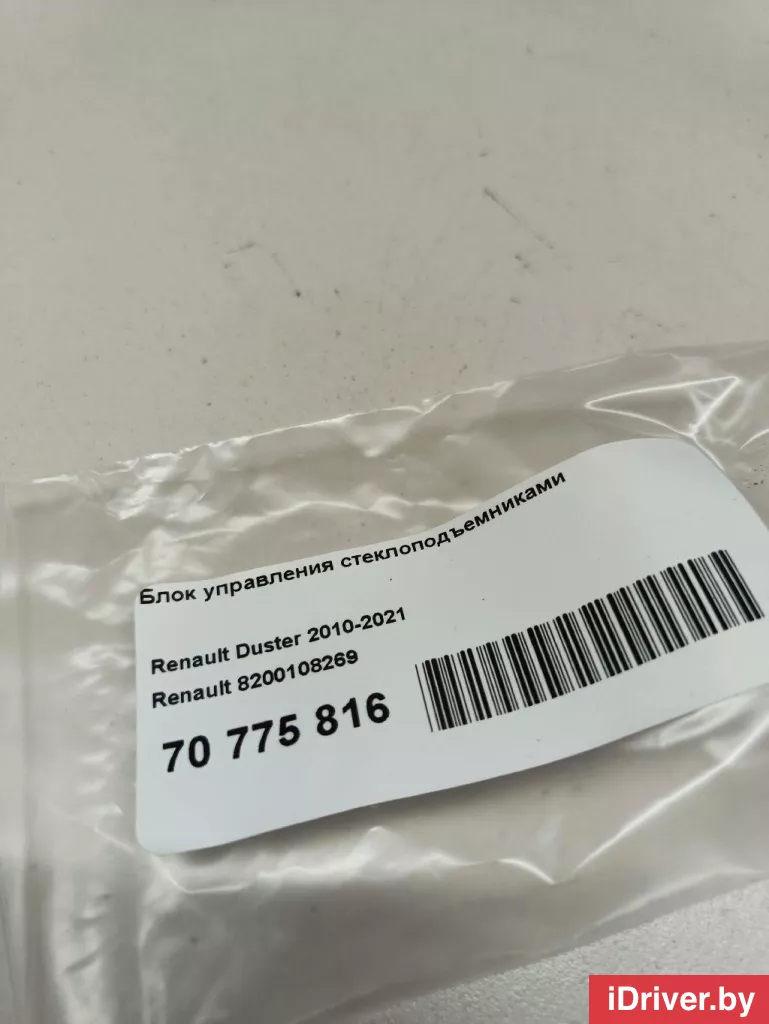 Блок управления стеклоподъемниками
Renault Duster 2010-2021
Renault 8200108269
70 775 816
iDriver.by